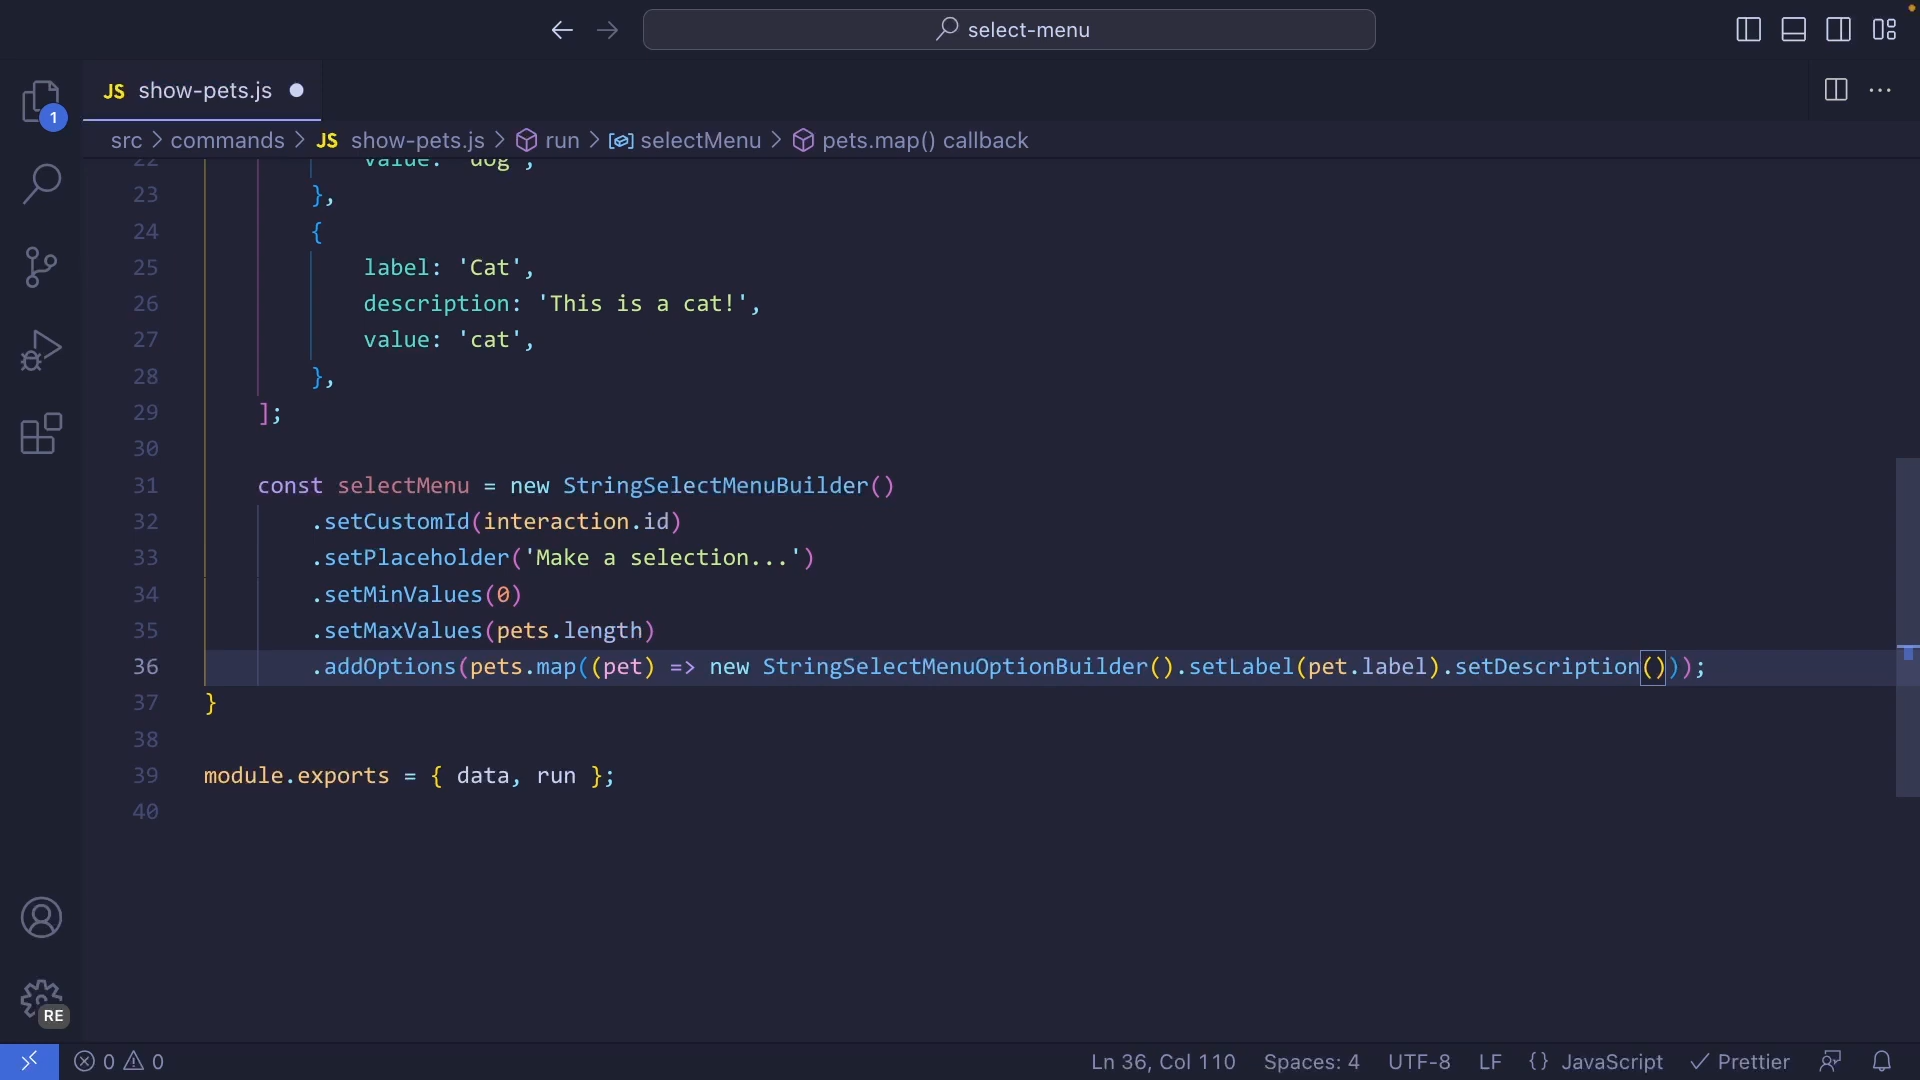 select-menu
JS show-pets.js
1
src > commands > JS show-pets.js > run > selectMenu > pets.map() callback
22 value: 'dog',
23 },
24 {
25 label: 'Cat',
26 description: 'This is a cat!',
27 value: 'cat',
28 },
29 ];
30
31 const selectMenu = new StringSelectMenuBuilder()
32 .setCustomId(interaction.id)
33 .setPlaceholder('Make a selection...')
34 .setMinValues(0)
35 .setMaxValues(pets.length)
36 .addOptions(pets.map((pet) => new StringSelectMenuOptionBuilder().setLabel(pet.label).setDescription()));
37 }
38
39 module.exports = { data, run };
40
RE
0 0 Ln 36, Col 110 Spaces: 4 UTF-8 LF {} JavaScript Prettier